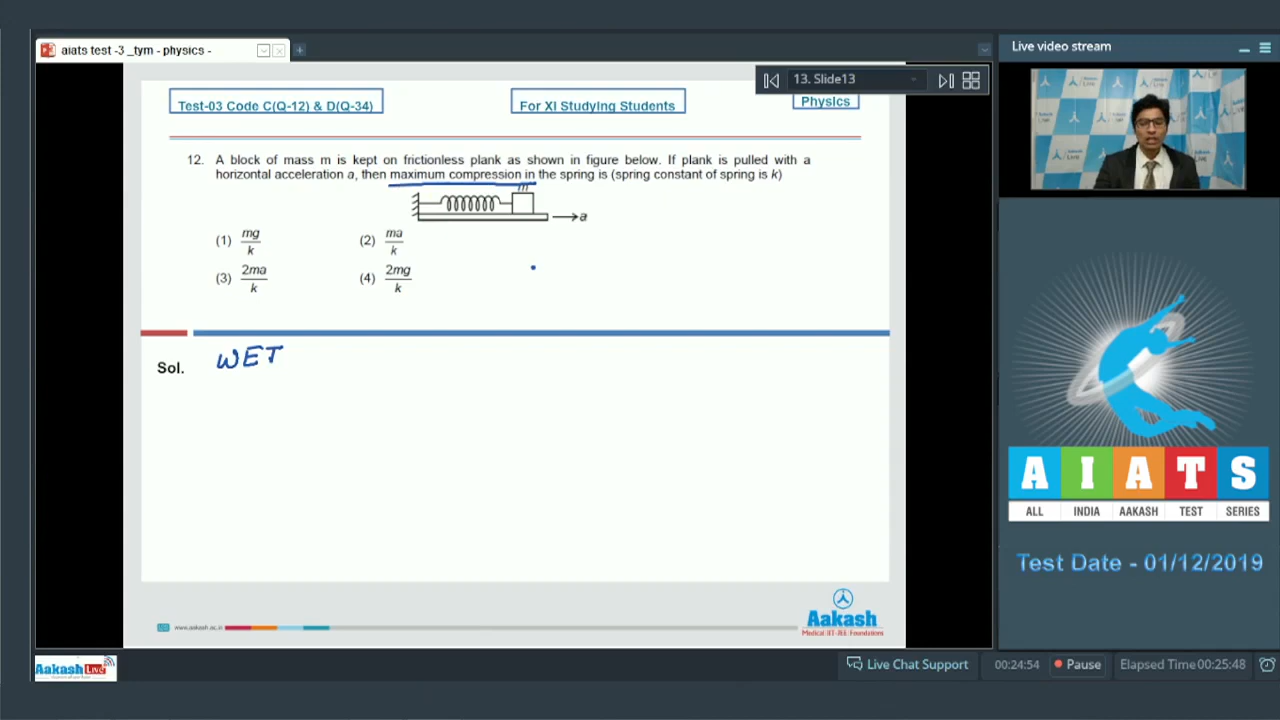 aiats test -3 _tym - physics -
Live video stream
13. Slide13
Test-03 Code C(Q-12) & D(Q-34)
For XI Studying Students
Physics
12. A block of mass m is kept on frictionless plank as shown in figure below. If plank is pulled with a
horizontal acceleration a, then maximum compression in the spring is (spring constant of spring is k)
m
a
(1) mg/k (2) ma/k
(3) 2ma/k (4) 2mg/k
Sol. WET
www.aakash.ac.in
Aakash
Medical|IIT-JEE|Foundations
A I A T S
ALL INDIA AAKASH TEST SERIES
Test Date - 01/12/2019
Aakash LIVE
Live Chat Support
00:24:54
Pause
Elapsed Time 00:25:48